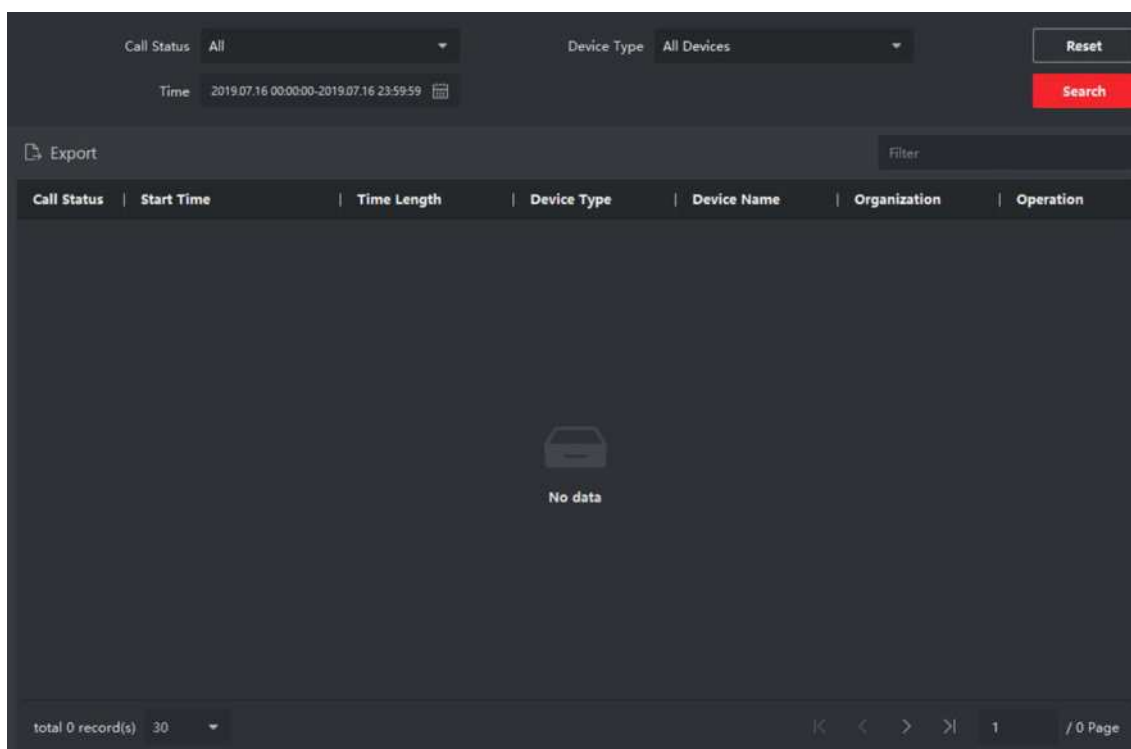 Call Status All Device Type All Devices Reset
Time 2019.07.16 00:00:00-2019.07.16 23:59:59 Search
Export Filter
Call Status | Start Time | Time Length | Device Type | Device Name | Organization | Operation
No data
total 0 record(s) 30 1 / 0 Page